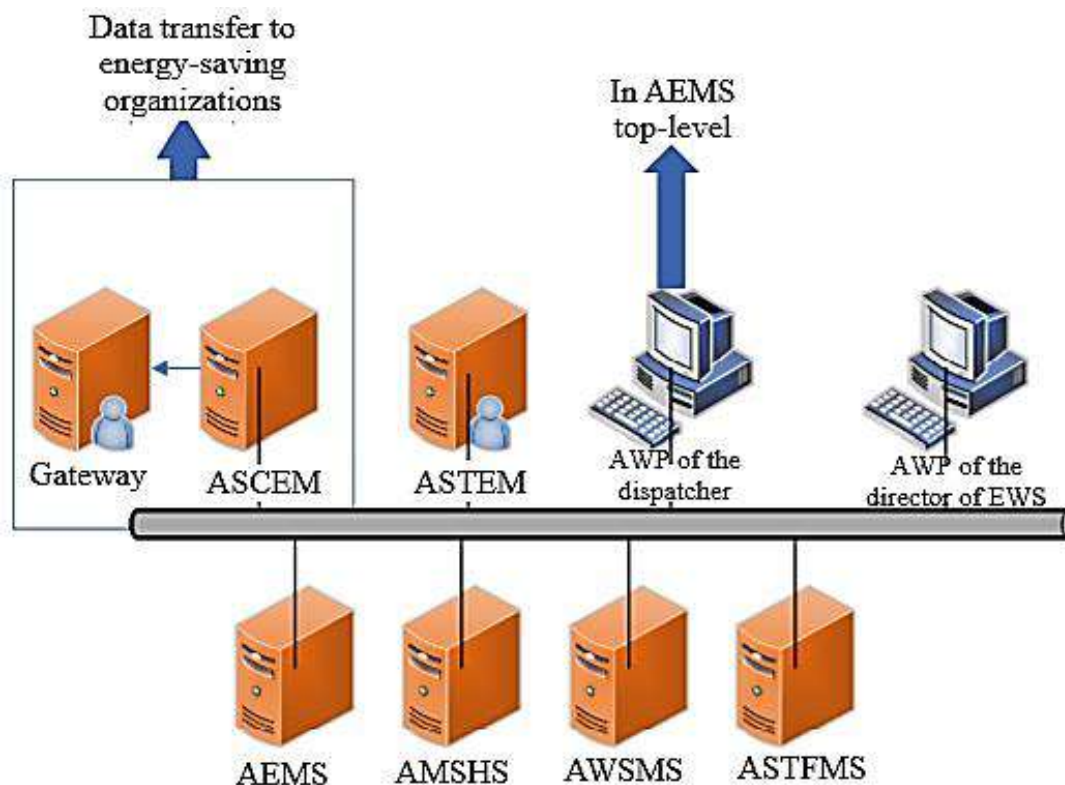 Data transfer to
energy-saving
organizations
In AEMS
top-level
Gateway
ASCEM
ASTEM
AWP of the
dispatcher
AWP of the
director of EWS
AEMS
AMSHS
AWSMS
ASTFMS